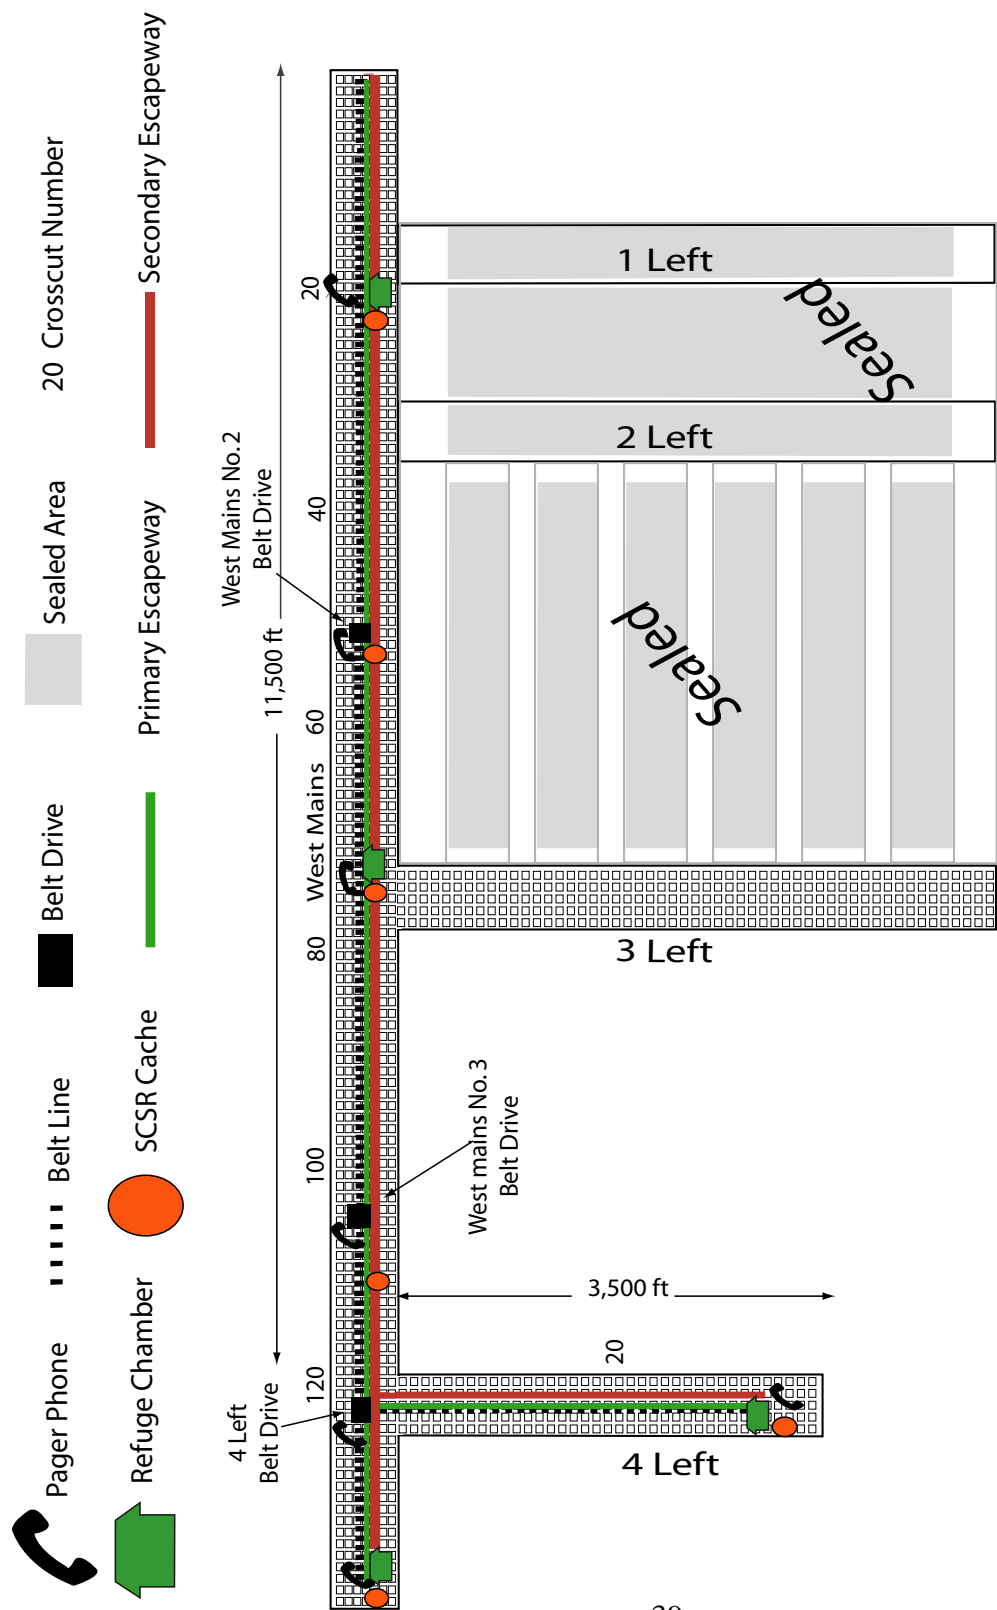 Pager Phone
Belt Line
Belt Drive
Sealed Area
20 Crosscut Number
Refuge Chamber
SCSR Cache
Primary Escapeway
Secondary Escapeway
11,500 ft
4 Left
Belt Drive
West Mains No. 2
Belt Drive
120
100
80
West Mains
60
40
20
West mains No. 3
Belt Drive
3,500 ft
20
4 Left
3 Left
2 Left
1 Left
Sealed
Sealed